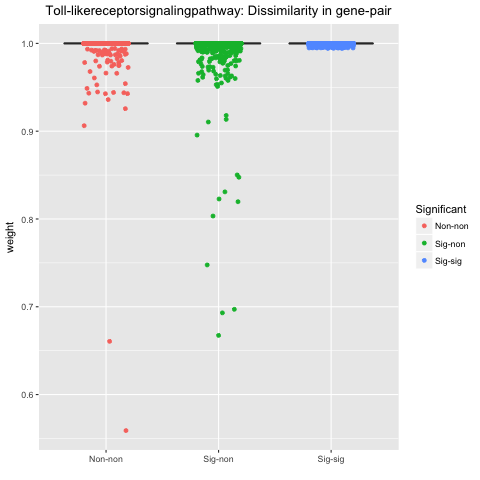 Toll-likereceptorsignalingpathway: Dissimilarity in gene-pair
weight
1.0
0.9
0.8
0.7
0.6
Non-non
Sig-non
Sig-sig
Significant
Non-non
Sig-non
Sig-sig